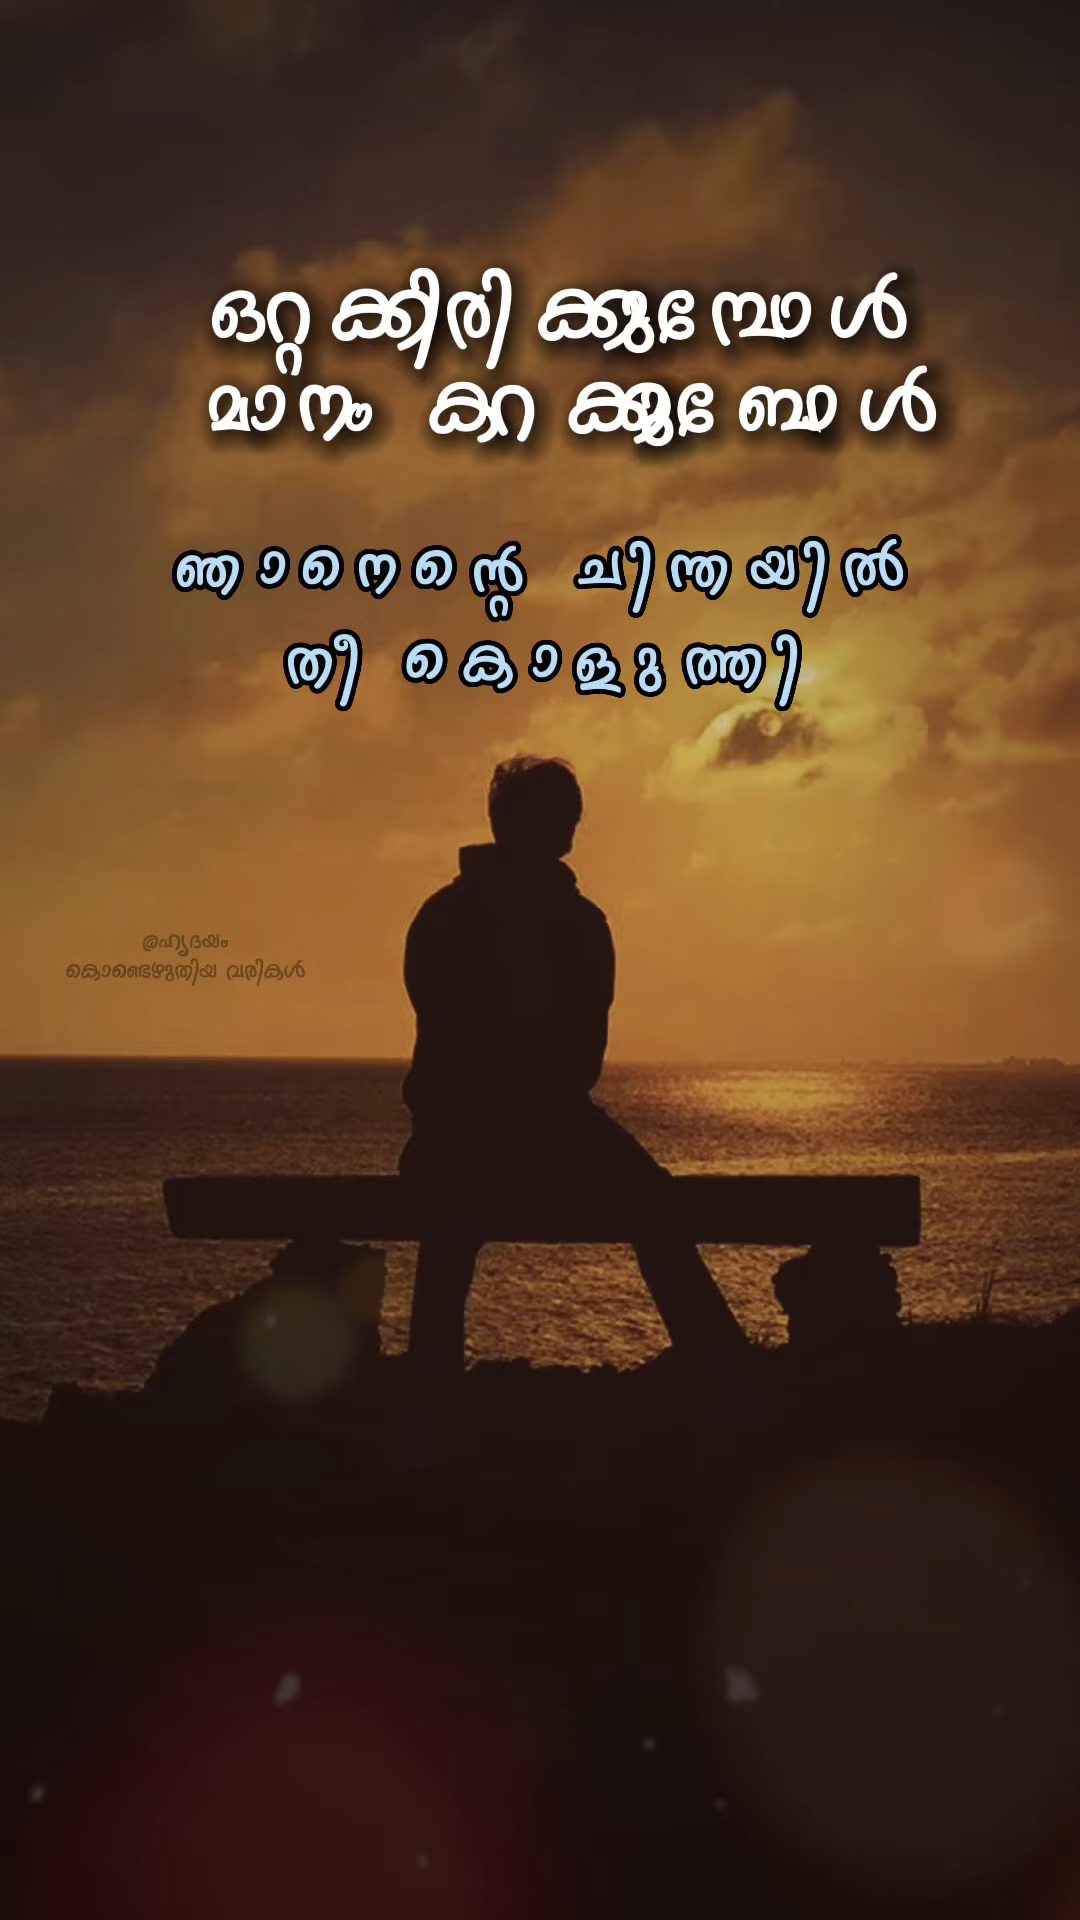 ഒറ്റക്കിരിക്കുമ്പോൾ
മാനം കറക്കൂബോൾ
ഞാനെന്റെ ചിന്തയിൽ
തീ കൊളുത്തി
@ഹൃദയം
കൊണ്ടെഴുതിയ വരികൾ